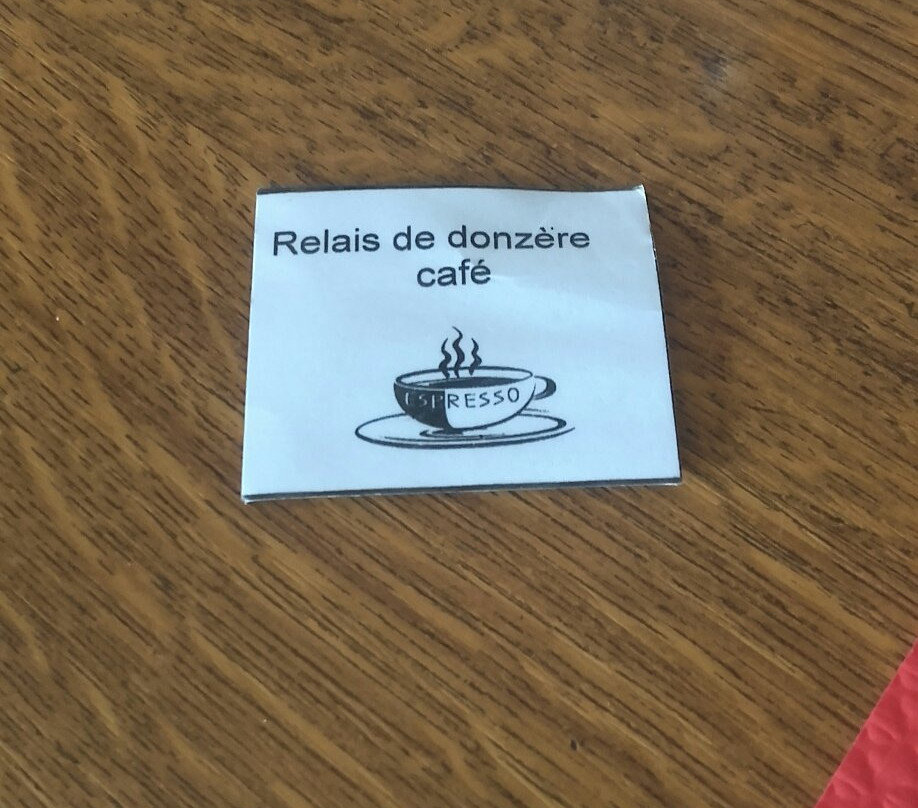 Relais de donzère
café
ESPRESSO